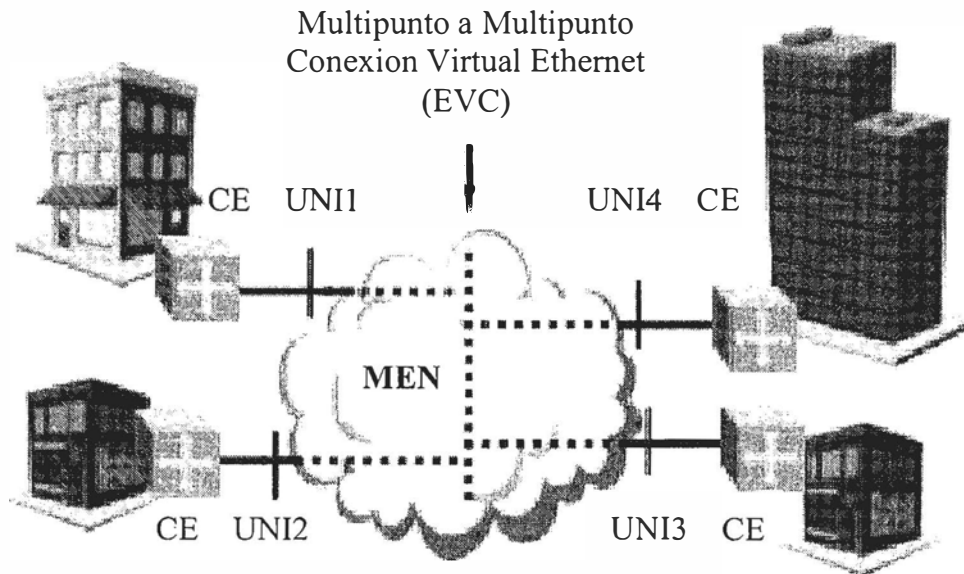 Multipunto a Multipunto
Conexion Virtual Ethernet
(EVC)
CE UNI1 UNI4 CE
MEN
CE UNI2 UNI3 CE